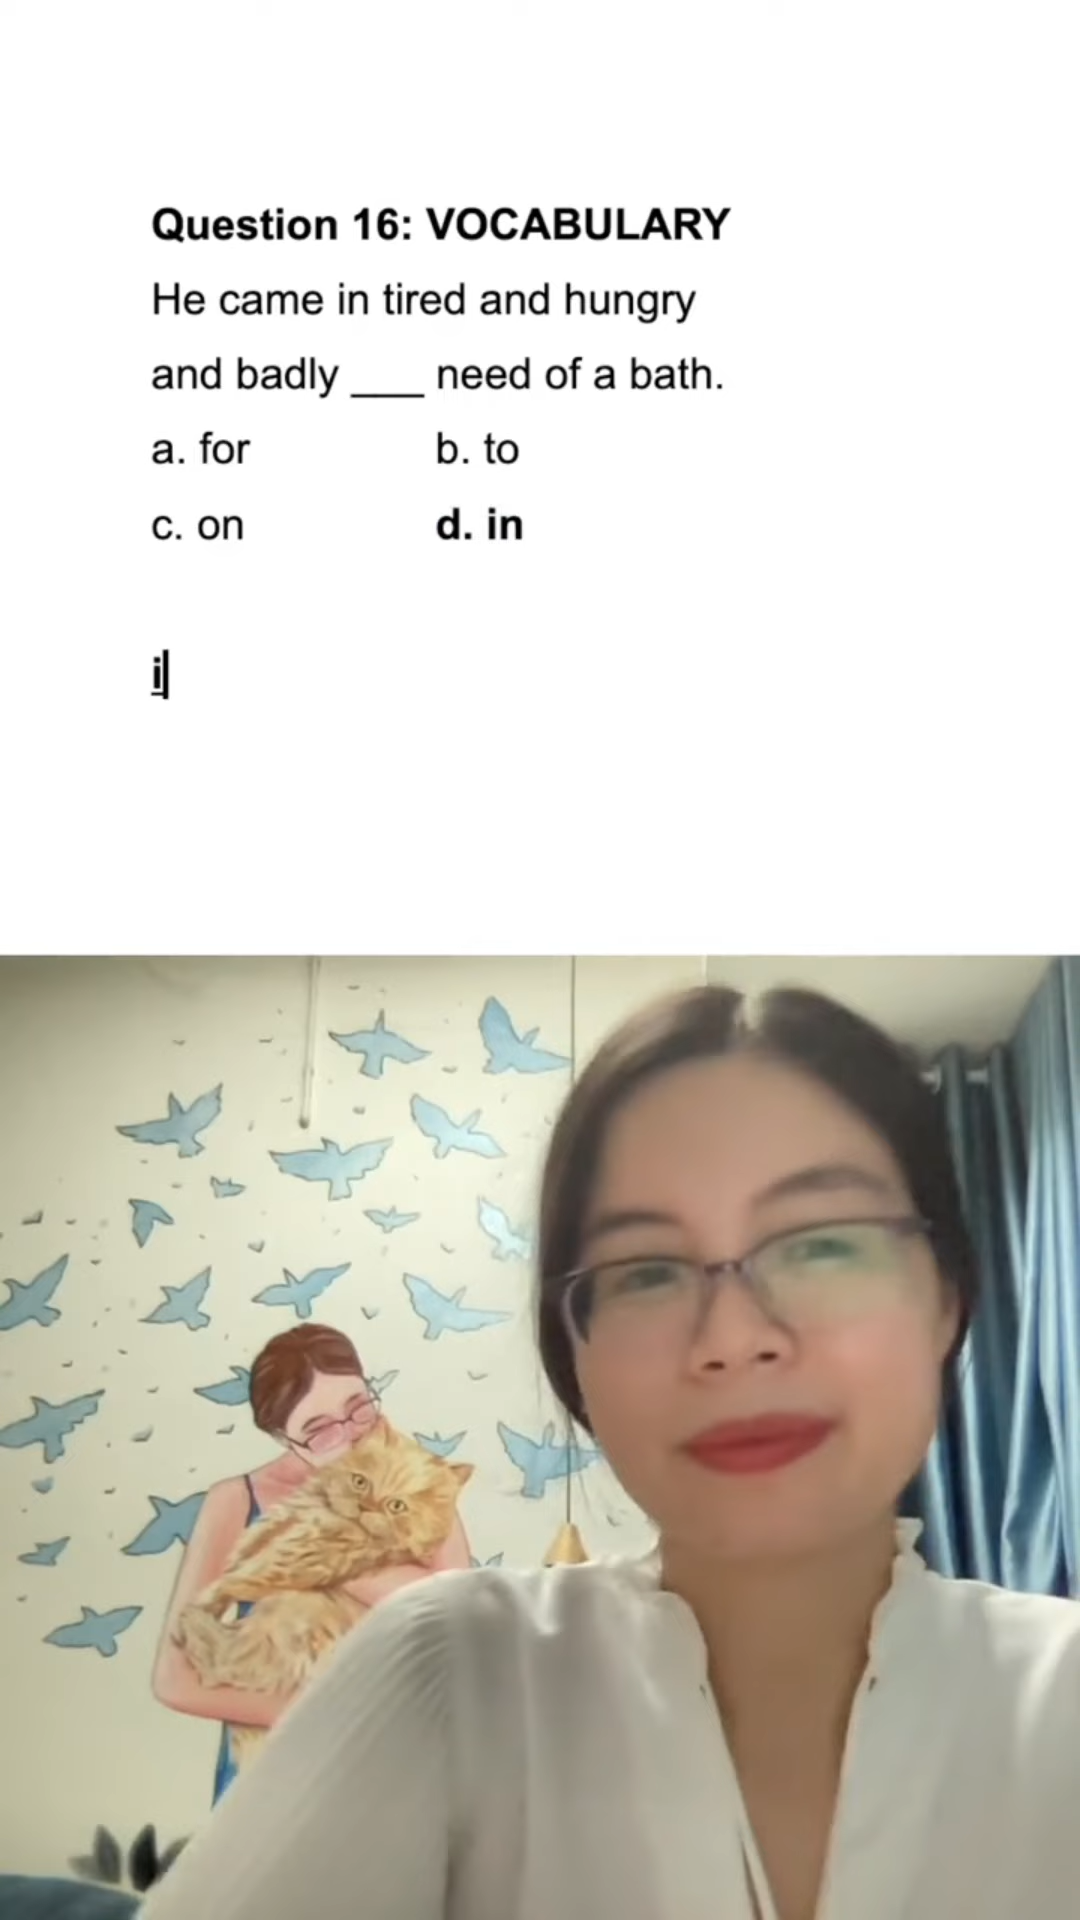 Question 16: VOCABULARY
He came in tired and hungry
and badly ___ need of a bath.
a. for b. to
c. on d. in
i